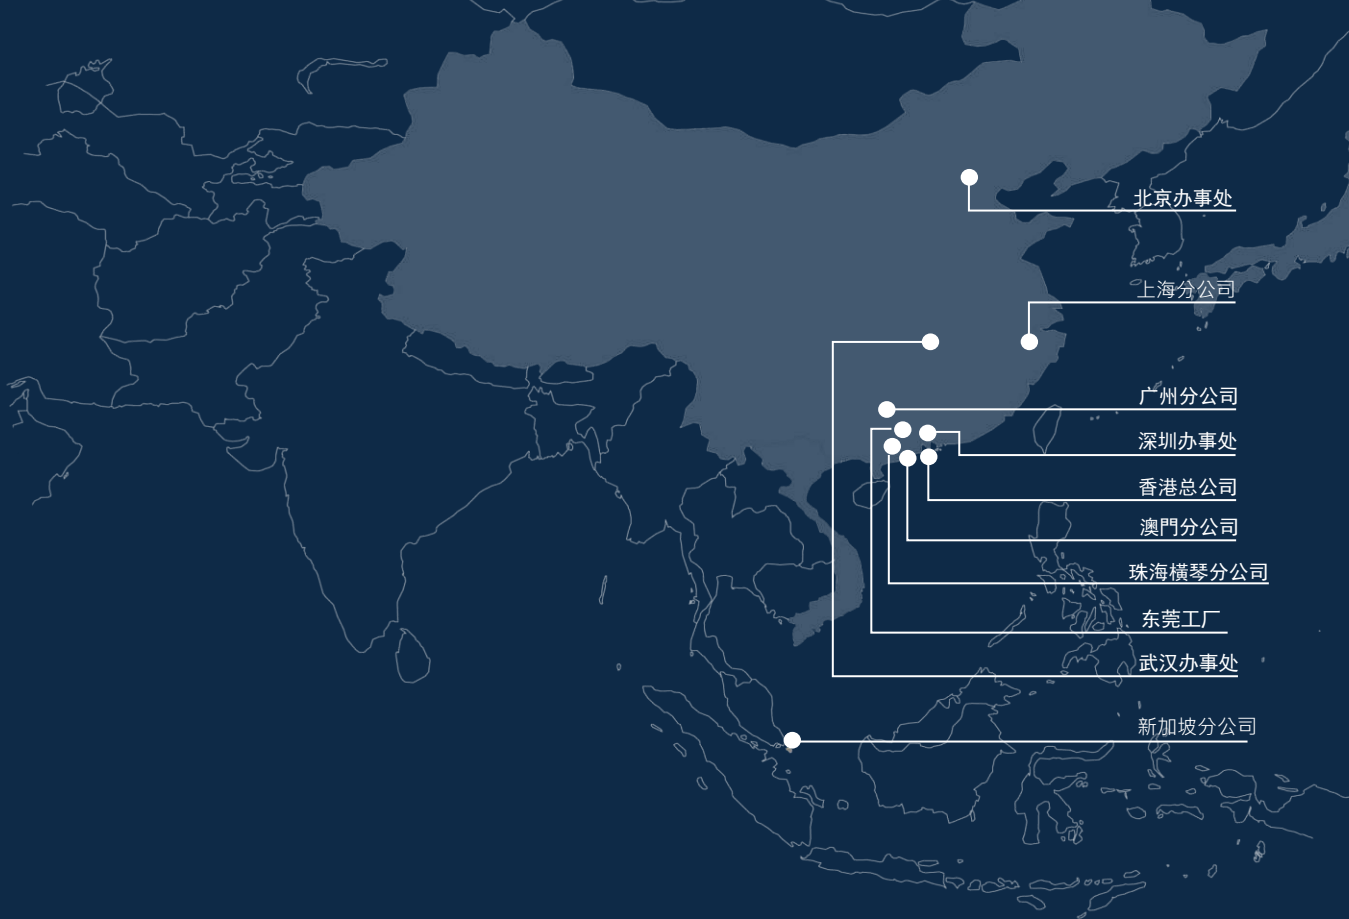 北京办事处
上海分公司
广州分公司
深圳办事处
香港总公司
澳門分公司
珠海橫琴分公司
东莞工厂
武汉办事处
新加坡分公司